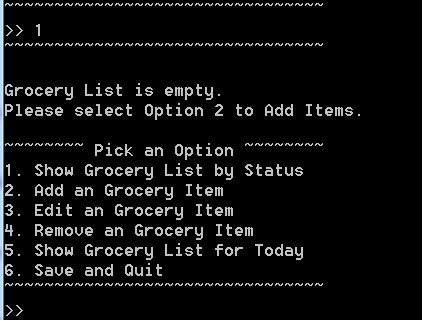 ~~~~~~~~~~~~~~~~~~~~~~~~~~~~~~~~
>> 1
~~~~~~~~~~~~~~~~~~~~~~~~~~~~~~~~
Grocery List is empty.
Please select Option 2 to Add Items.
~~~~~~~~ Pick an Option ~~~~~~~~
1. Show Grocery List by Status
2. Add an Grocery Item
3. Edit an Grocery Item
4. Remove an Grocery Item
5. Show Grocery List for Today
6. Save and Quit
~~~~~~~~~~~~~~~~~~~~~~~~~~~~~~~~
>>